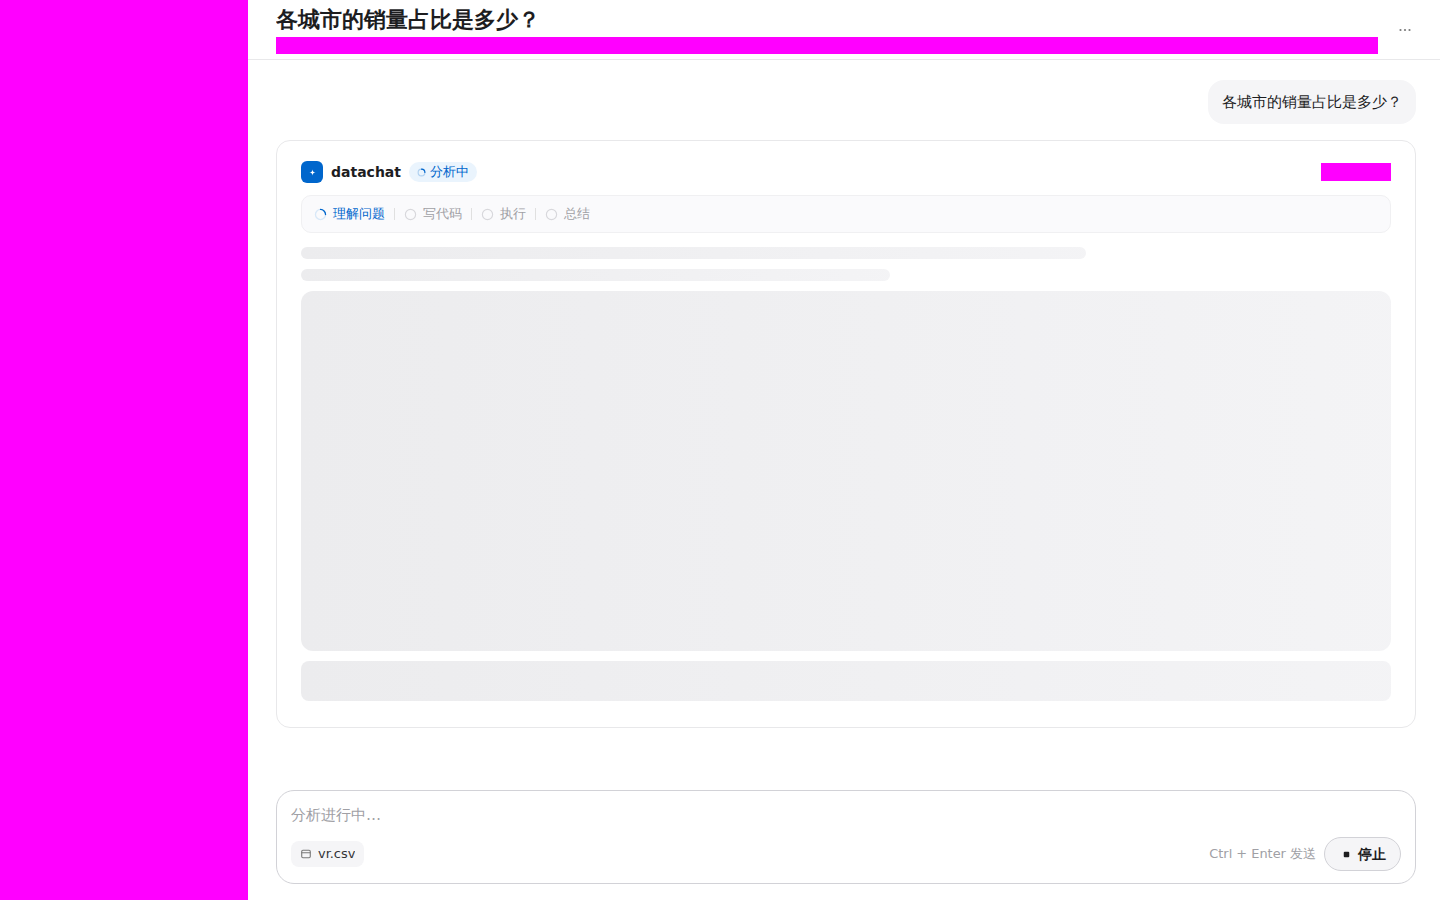 各城市的销量占比是多少？
...
各城市的销量占比是多少？
datachat 分析中
理解问题 写代码 执行 总结
分析进行中...
vr.csv Ctrl + Enter 发送 停止